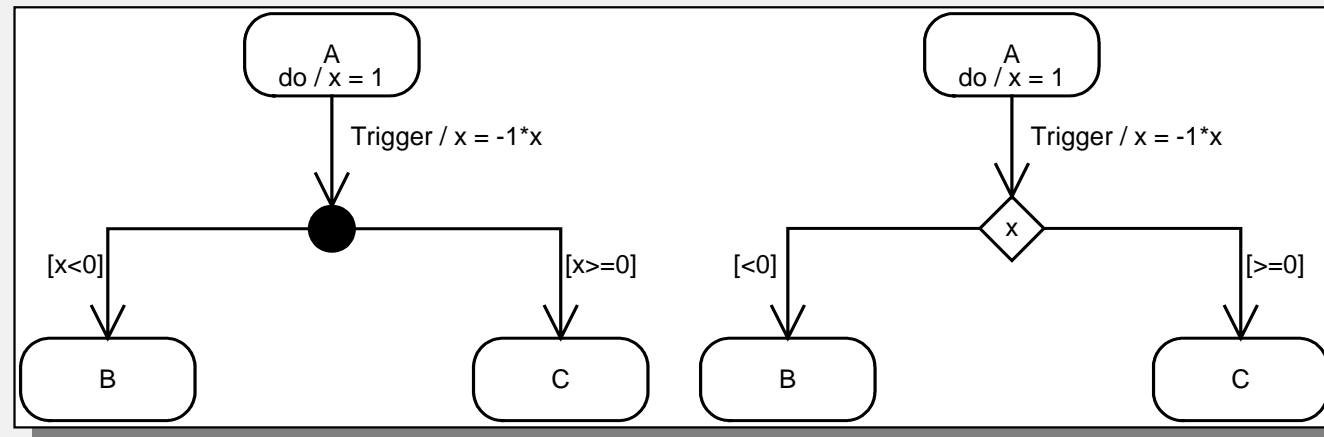 A
do / x = 1
Trigger / x = -1*x
[x<0]
[x>=0]
B
C
A
do / x = 1
Trigger / x = -1*x
x
[<0]
[>=0]
B
C